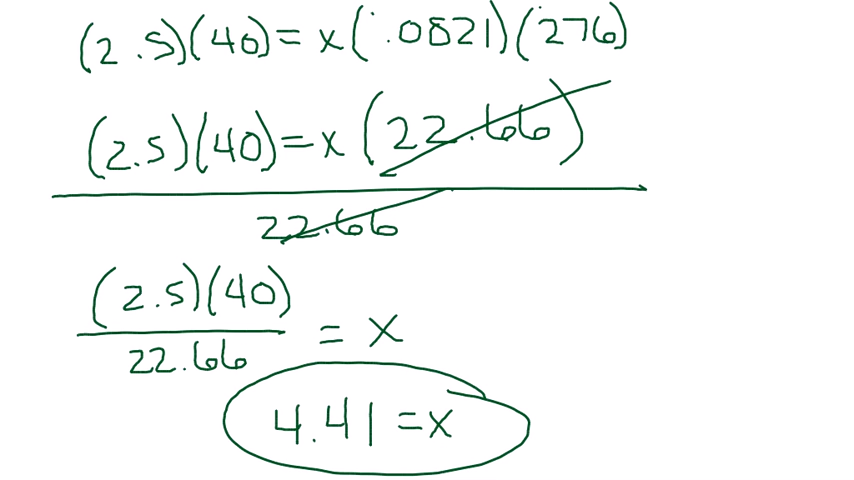 (2.5)(40)=x(.0821)(276)
(2.5)(40)=x(22.66)
22.66
(2.5)(40)
22.66
=x
4.41=x